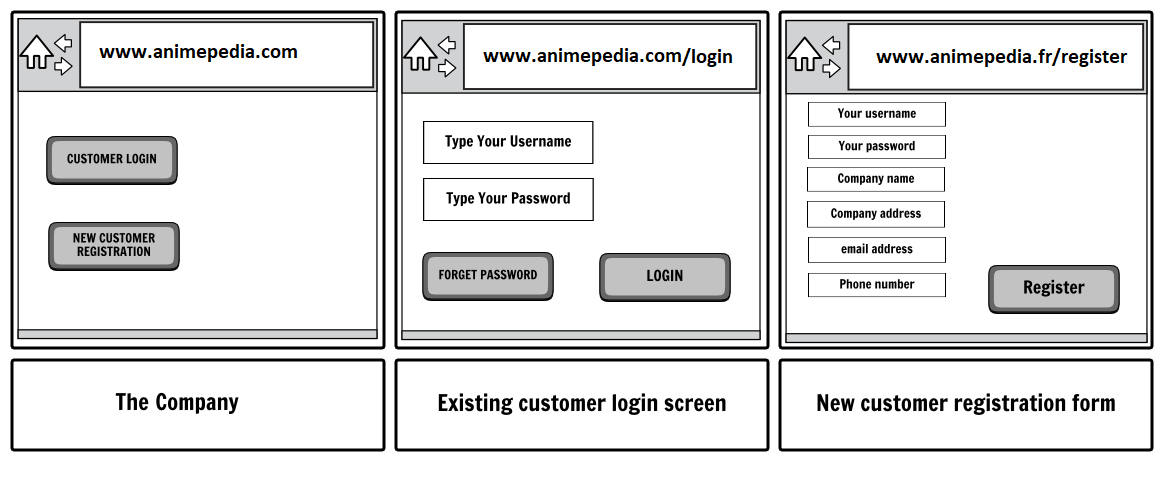 www.animepedia.com
CUSTOMER LOGIN
NEW CUSTOMER
REGISTRATION
The Company
www.animepedia.com/login
Type Your Username
Type Your Password
FORGET PASSWORD
LOGIN
Existing customer login screen
www.animepedia.fr/register
Your username
Your password
Company name
Company address
email address
Phone number
Register
New customer registration form